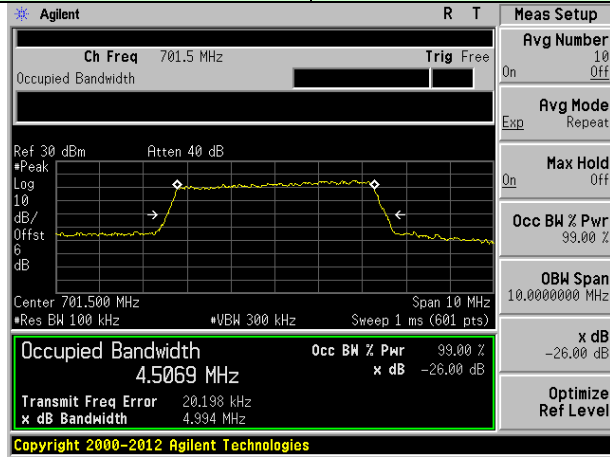 Agilent R T Meas Setup
Ch Freq 701.5 MHz Trig Free
Occupied Bandwidth
Avg Number
10
On Off
Avg Mode
Exp Repeat
Ref 30 dBm Atten 40 dB
#Peak
Log
10
dB/
Offst
6
dB
Max Hold
On Off
Occ BW % Pwr
99.00 %
OBW Span
10.0000000 MHz
Center 701.500 MHz Span 10 MHz
#Res BW 100 kHz #VBW 300 kHz Sweep 1 ms (601 pts)
x dB
-26.00 dB
Optimize
Ref Level
Occupied Bandwidth Occ BW % Pwr 99.00 %
4.5069 MHz x dB -26.00 dB
Transmit Freq Error 20.198 kHz
x dB Bandwidth 4.994 MHz
Copyright 2000-2012 Agilent Technologies